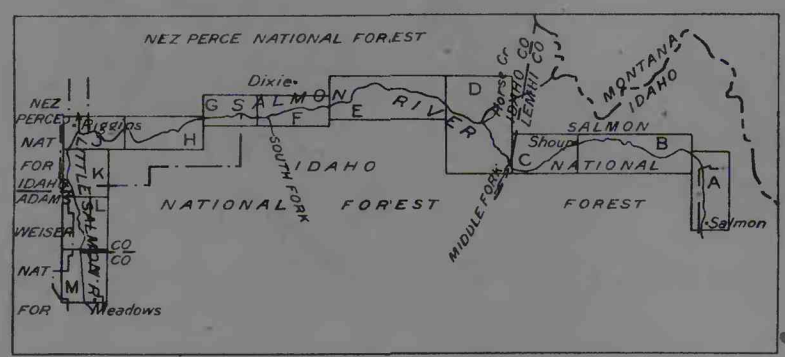 NEZ PERCE NATIONAL FOREST
Dixie
Horse Cr
IDAHO CO
LEMHI CO
MONTANA
IDAHO
NEZ
PERCE
NAT
FOR
IDAHO
ADAM
WEISER
NAT
FOR
Riggins
G
SALMON
RIVER
F
E
D
H
J
K
L
M
LITTLE SALMON R.
SOUTH FORK
IDAHO
NATIONAL FOREST
MIDDLE FORK
SALMON
Shoup
B
C
NATIONAL
FOREST
A
Salmon
CO
CO
Meadows